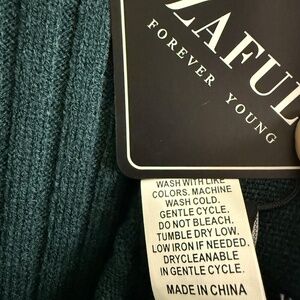 ZAFUL
FOREVER YOUNG
WASH WITH LIKE
COLORS. MACHINE
WASH COLD.
GENTLE CYCLE.
DO NOT BLEACH.
TUMBLE DRY LOW.
LOW IRON IF NEEDED.
DRYCLEANABLE
IN GENTLE CYCLE.
MADE IN CHINA